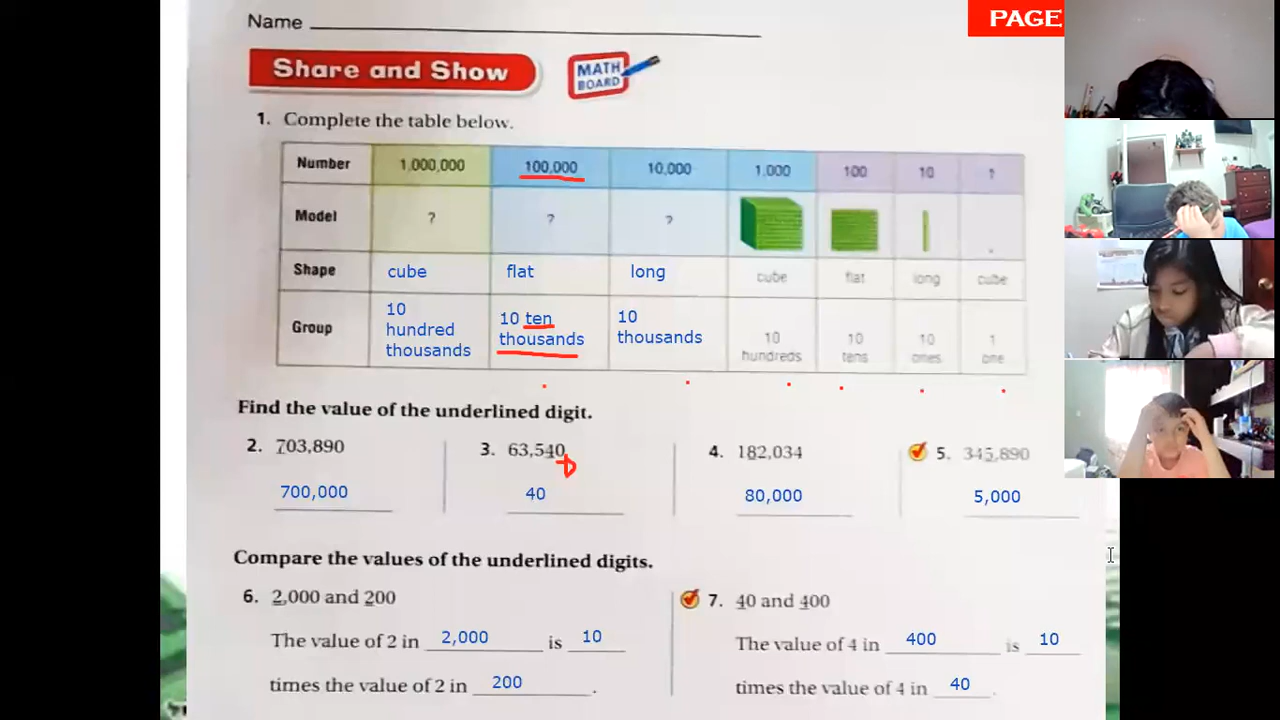 Name
PAGE
Share and Show
MATH
BOARD
1. Complete the table below.
Number 1,000,000 100,000 10,000 1,000 100 10 ?
Model ? ? ?
Shape cube flat long cube flat long cube
Group 10 hundred thousands 10 ten thousands 10 thousands 10 hundreds 10 tens 10 ones 1 one
Find the value of the underlined digit.
2. 703,890 3. 63,540 4. 182,034 5. 345,890
700,000 40 80,000 5,000
Compare the values of the underlined digits.
6. 2,000 and 200
The value of 2 in 2,000 is 10
times the value of 2 in 200.
7. 40 and 400
The value of 4 in 400 is 10
times the value of 4 in 40.